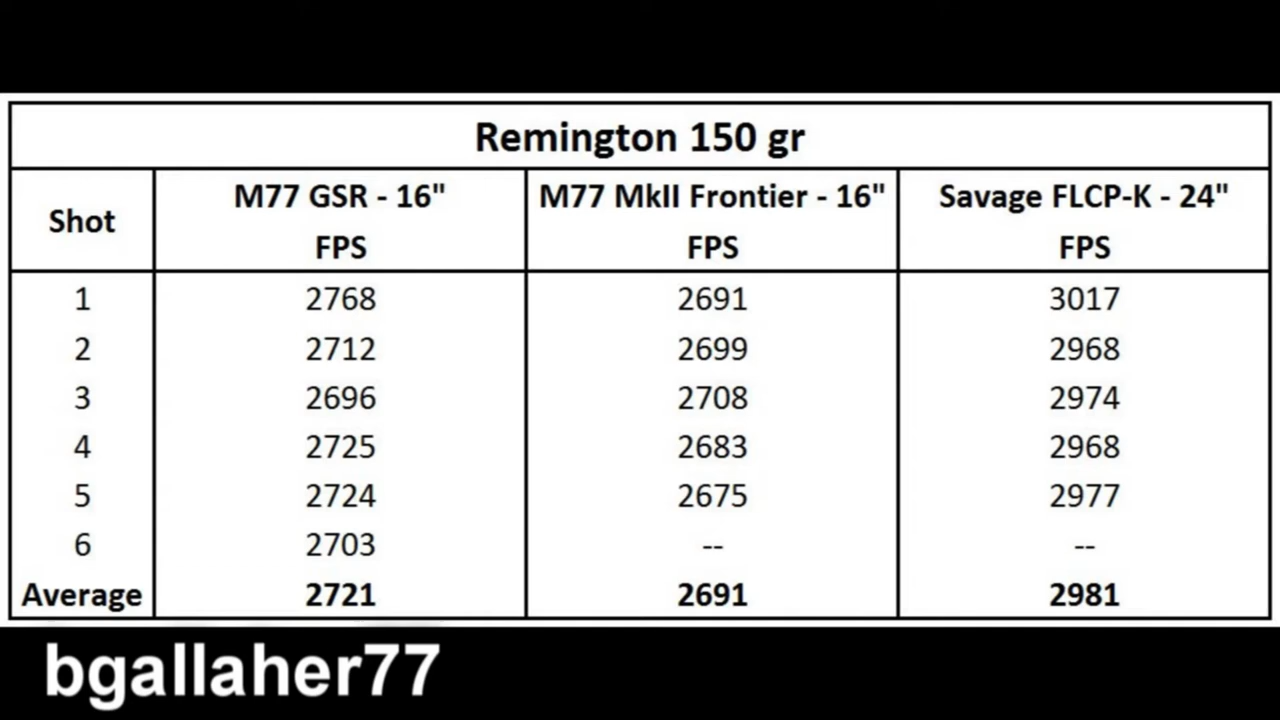 Remington 150 gr
Shot M77 GSR - 16" M77 MkII Frontier - 16" Savage FLCP-K - 24"
FPS FPS FPS
1 2768 2691 3017
2 2712 2699 2968
3 2696 2708 2974
4 2725 2683 2968
5 2724 2675 2977
6 2703 -- --
Average 2721 2691 2981
bgallaher77